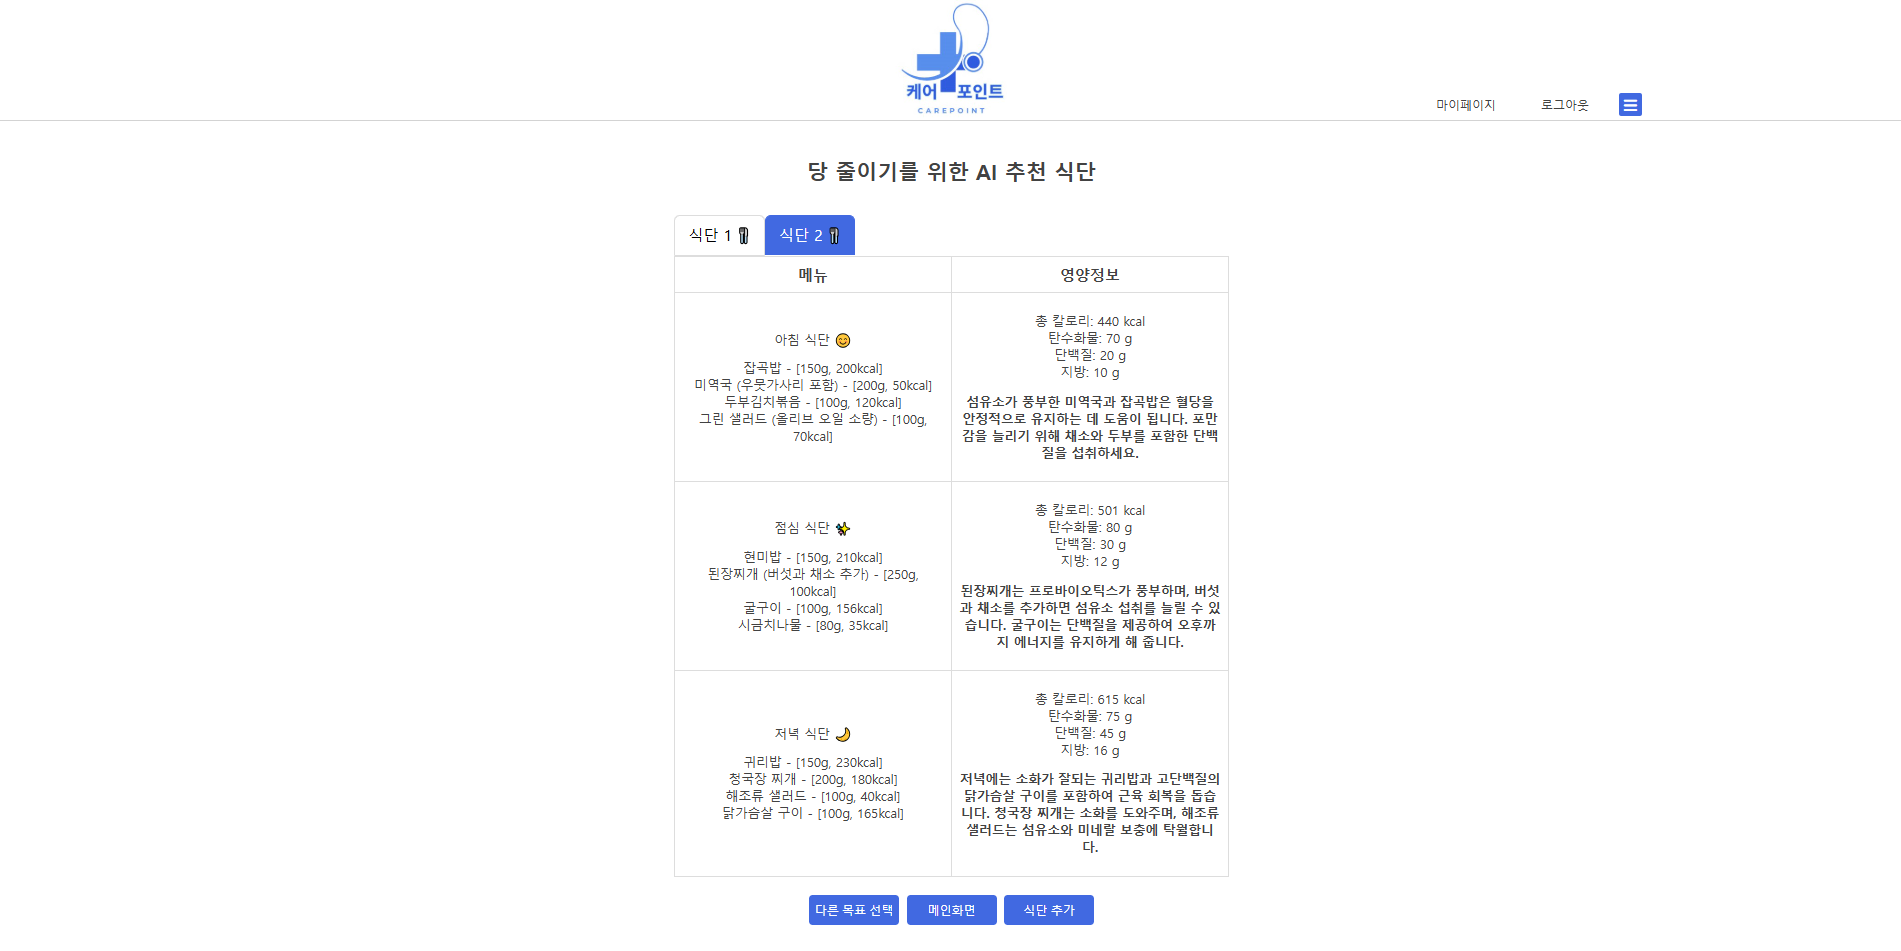 케어 포인트
CAREPOINT
마이페이지 로그아웃
당 줄이기를 위한 AI 추천 식단
식단 1 식단 2
메뉴 영양정보
아침 식단
잡곡밥 - [150g, 200kcal]
미역국 (우뭇가사리 포함) - [200g, 50kcal]
두부김치볶음 - [100g, 120kcal]
그린 샐러드 (올리브 오일 소량) - [100g,
70kcal]
총 칼로리: 440 kcal
탄수화물: 70 g
단백질: 20 g
지방: 10 g
섬유소가 풍부한 미역국과 잡곡밥은 혈당을
안정적으로 유지하는 데 도움이 됩니다. 포만
감을 늘리기 위해 채소와 두부를 포함한 단백
질을 섭취하세요.
점심 식단
현미밥 - [150g, 210kcal]
된장찌개 (버섯과 채소 추가) - [250g,
100kcal]
굴구이 - [100g, 156kcal]
시금치나물 - [80g, 35kcal]
총 칼로리: 501 kcal
탄수화물: 80 g
단백질: 30 g
지방: 12 g
된장찌개는 프로바이오틱스가 풍부하며, 버섯
과 채소를 추가하면 섬유소 섭취를 늘릴 수 있
습니다. 굴구이는 단백질을 제공하여 오후까
지 에너지를 유지하게 해 줍니다.
저녁 식단
귀리밥 - [150g, 230kcal]
청국장 찌개 - [200g, 180kcal]
해조류 샐러드 - [100g, 40kcal]
닭가슴살 구이 - [100g, 165kcal]
총 칼로리: 615 kcal
탄수화물: 75 g
단백질: 45 g
지방: 16 g
저녁에는 소화가 잘되는 귀리밥과 고단백질의
닭가슴살 구이를 포함하여 근육 회복을 돕습
니다. 청국장 찌개는 소화를 도와주며, 해조류
샐러드는 섬유소와 미네랄 보충에 탁월합니
다.
다른 목표 선택 메인화면 식단 추가